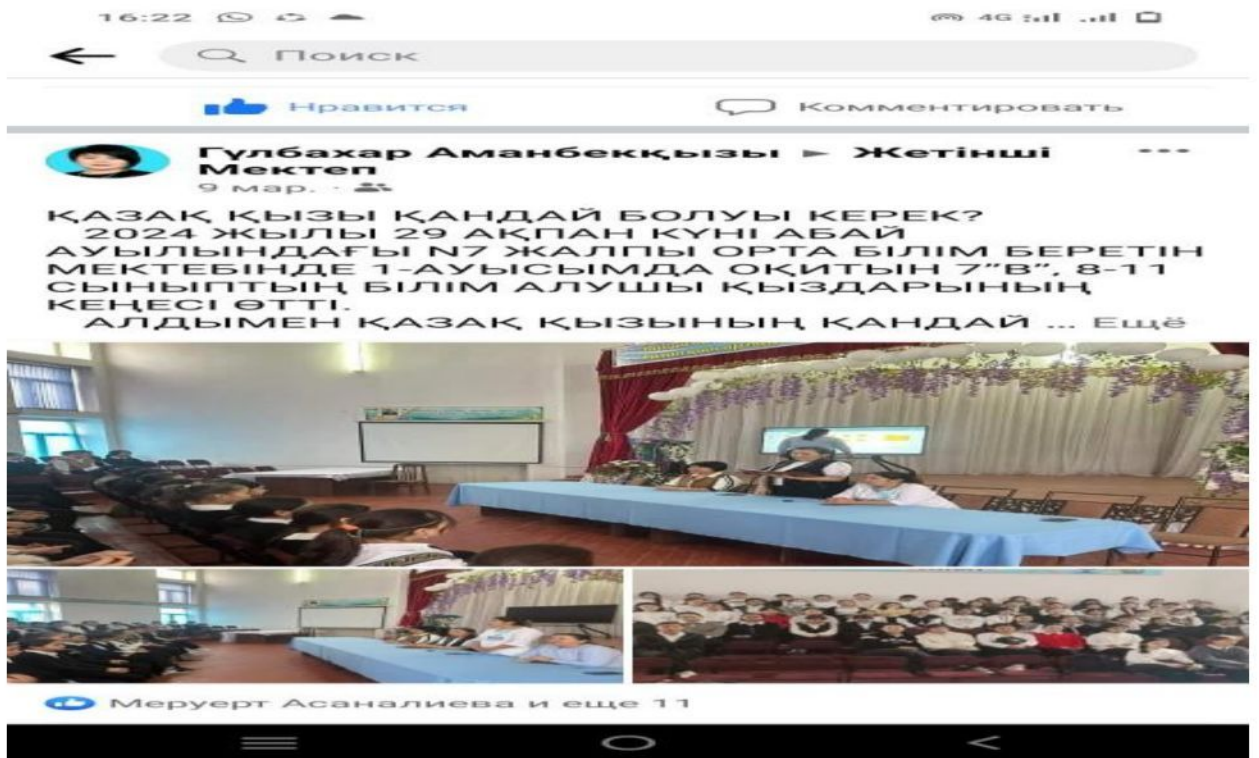 16:22
4G
Поиск
Нравится
Комментировать
Гүлбахар Аманбекқызы ► Жетінші
Мектеп
9 мар. ·
ҚАЗАҚ ҚЫЗЫ ҚАНДАЙ БОЛУЫ КЕРЕК?
2024 ЖЫЛЫ 29 АҚПАН КҮНІ АБАЙ
АУЫЛЫНДАҒЫ N7 ЖАЛПЫ ОРТА БІЛІМ БЕРЕТІН
МЕКТЕБІНДЕ 1-АУЫСЫМДА ОҚИТЫН 7"В", 8-11
СЫНЫПТЫҢ БІЛІМ АЛУШЫ ҚЫЗДАРЫНЫҢ
КЕҢЕСІ ӨТТІ.
АЛДЫМЕН ҚАЗАҚ ҚЫЗЫНЫҢ ҚАНДАЙ ... Ещё
Меруерт Асаналиева и еще 11